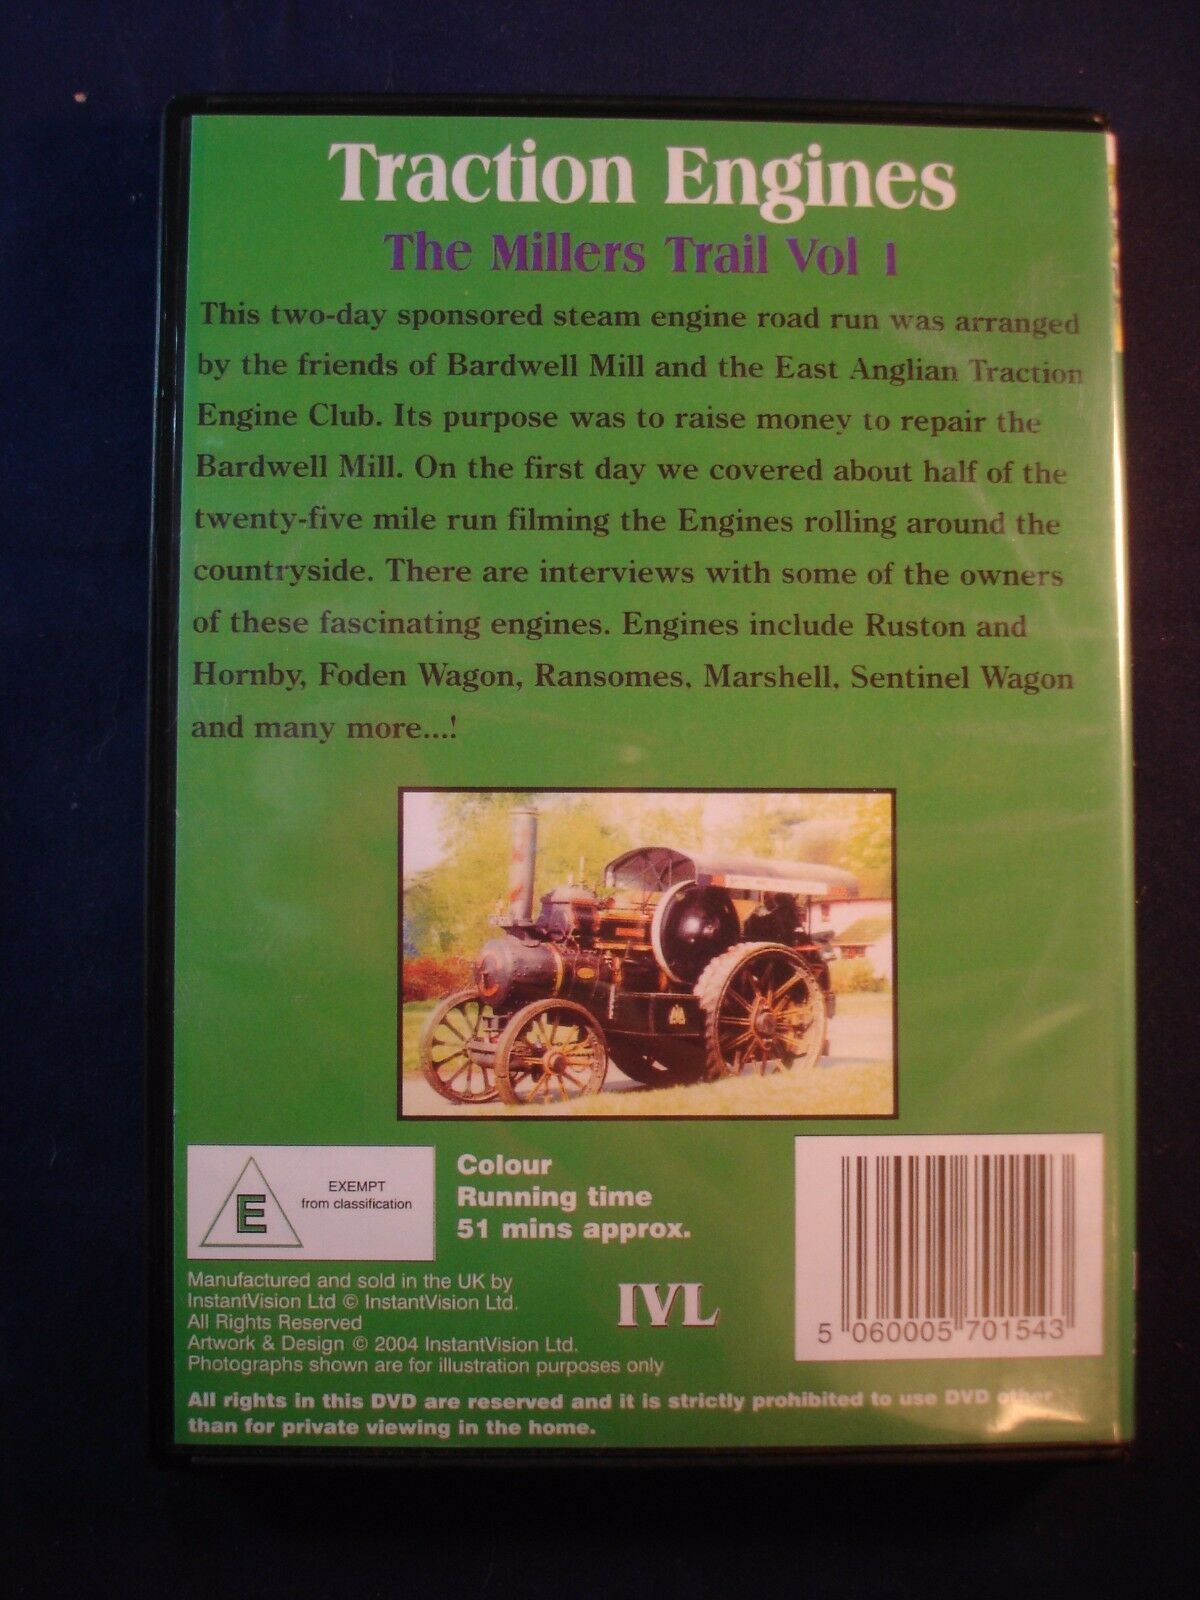 Traction Engines
The Millers Trail Vol 1
This two-day sponsored steam engine road run was arranged
by the friends of Bardwell Mill and the East Anglian Traction
Engine Club. Its purpose was to raise money to repair the
Bardwell Mill. On the first day we covered about half of the
twenty-five mile run filming the Engines rolling around the
countryside. There are interviews with some of the owners
of these fascinating engines. Engines include Ruston and
Hornby, Foden Wagon, Ransomes, Marshell, Sentinel Wagon
and many more...!
E
EXEMPT
from classification
Colour
Running time
51 mins approx.
Manufactured and sold in the UK by
InstantVision Ltd © InstantVision Ltd.
All Rights Reserved
Artwork & Design © 2004 InstantVision Ltd.
Photographs shown are for illustration purposes only
IVL
5 060005 701543
All rights in this DVD are reserved and it is strictly prohibited to use DVD other
than for private viewing in the home.